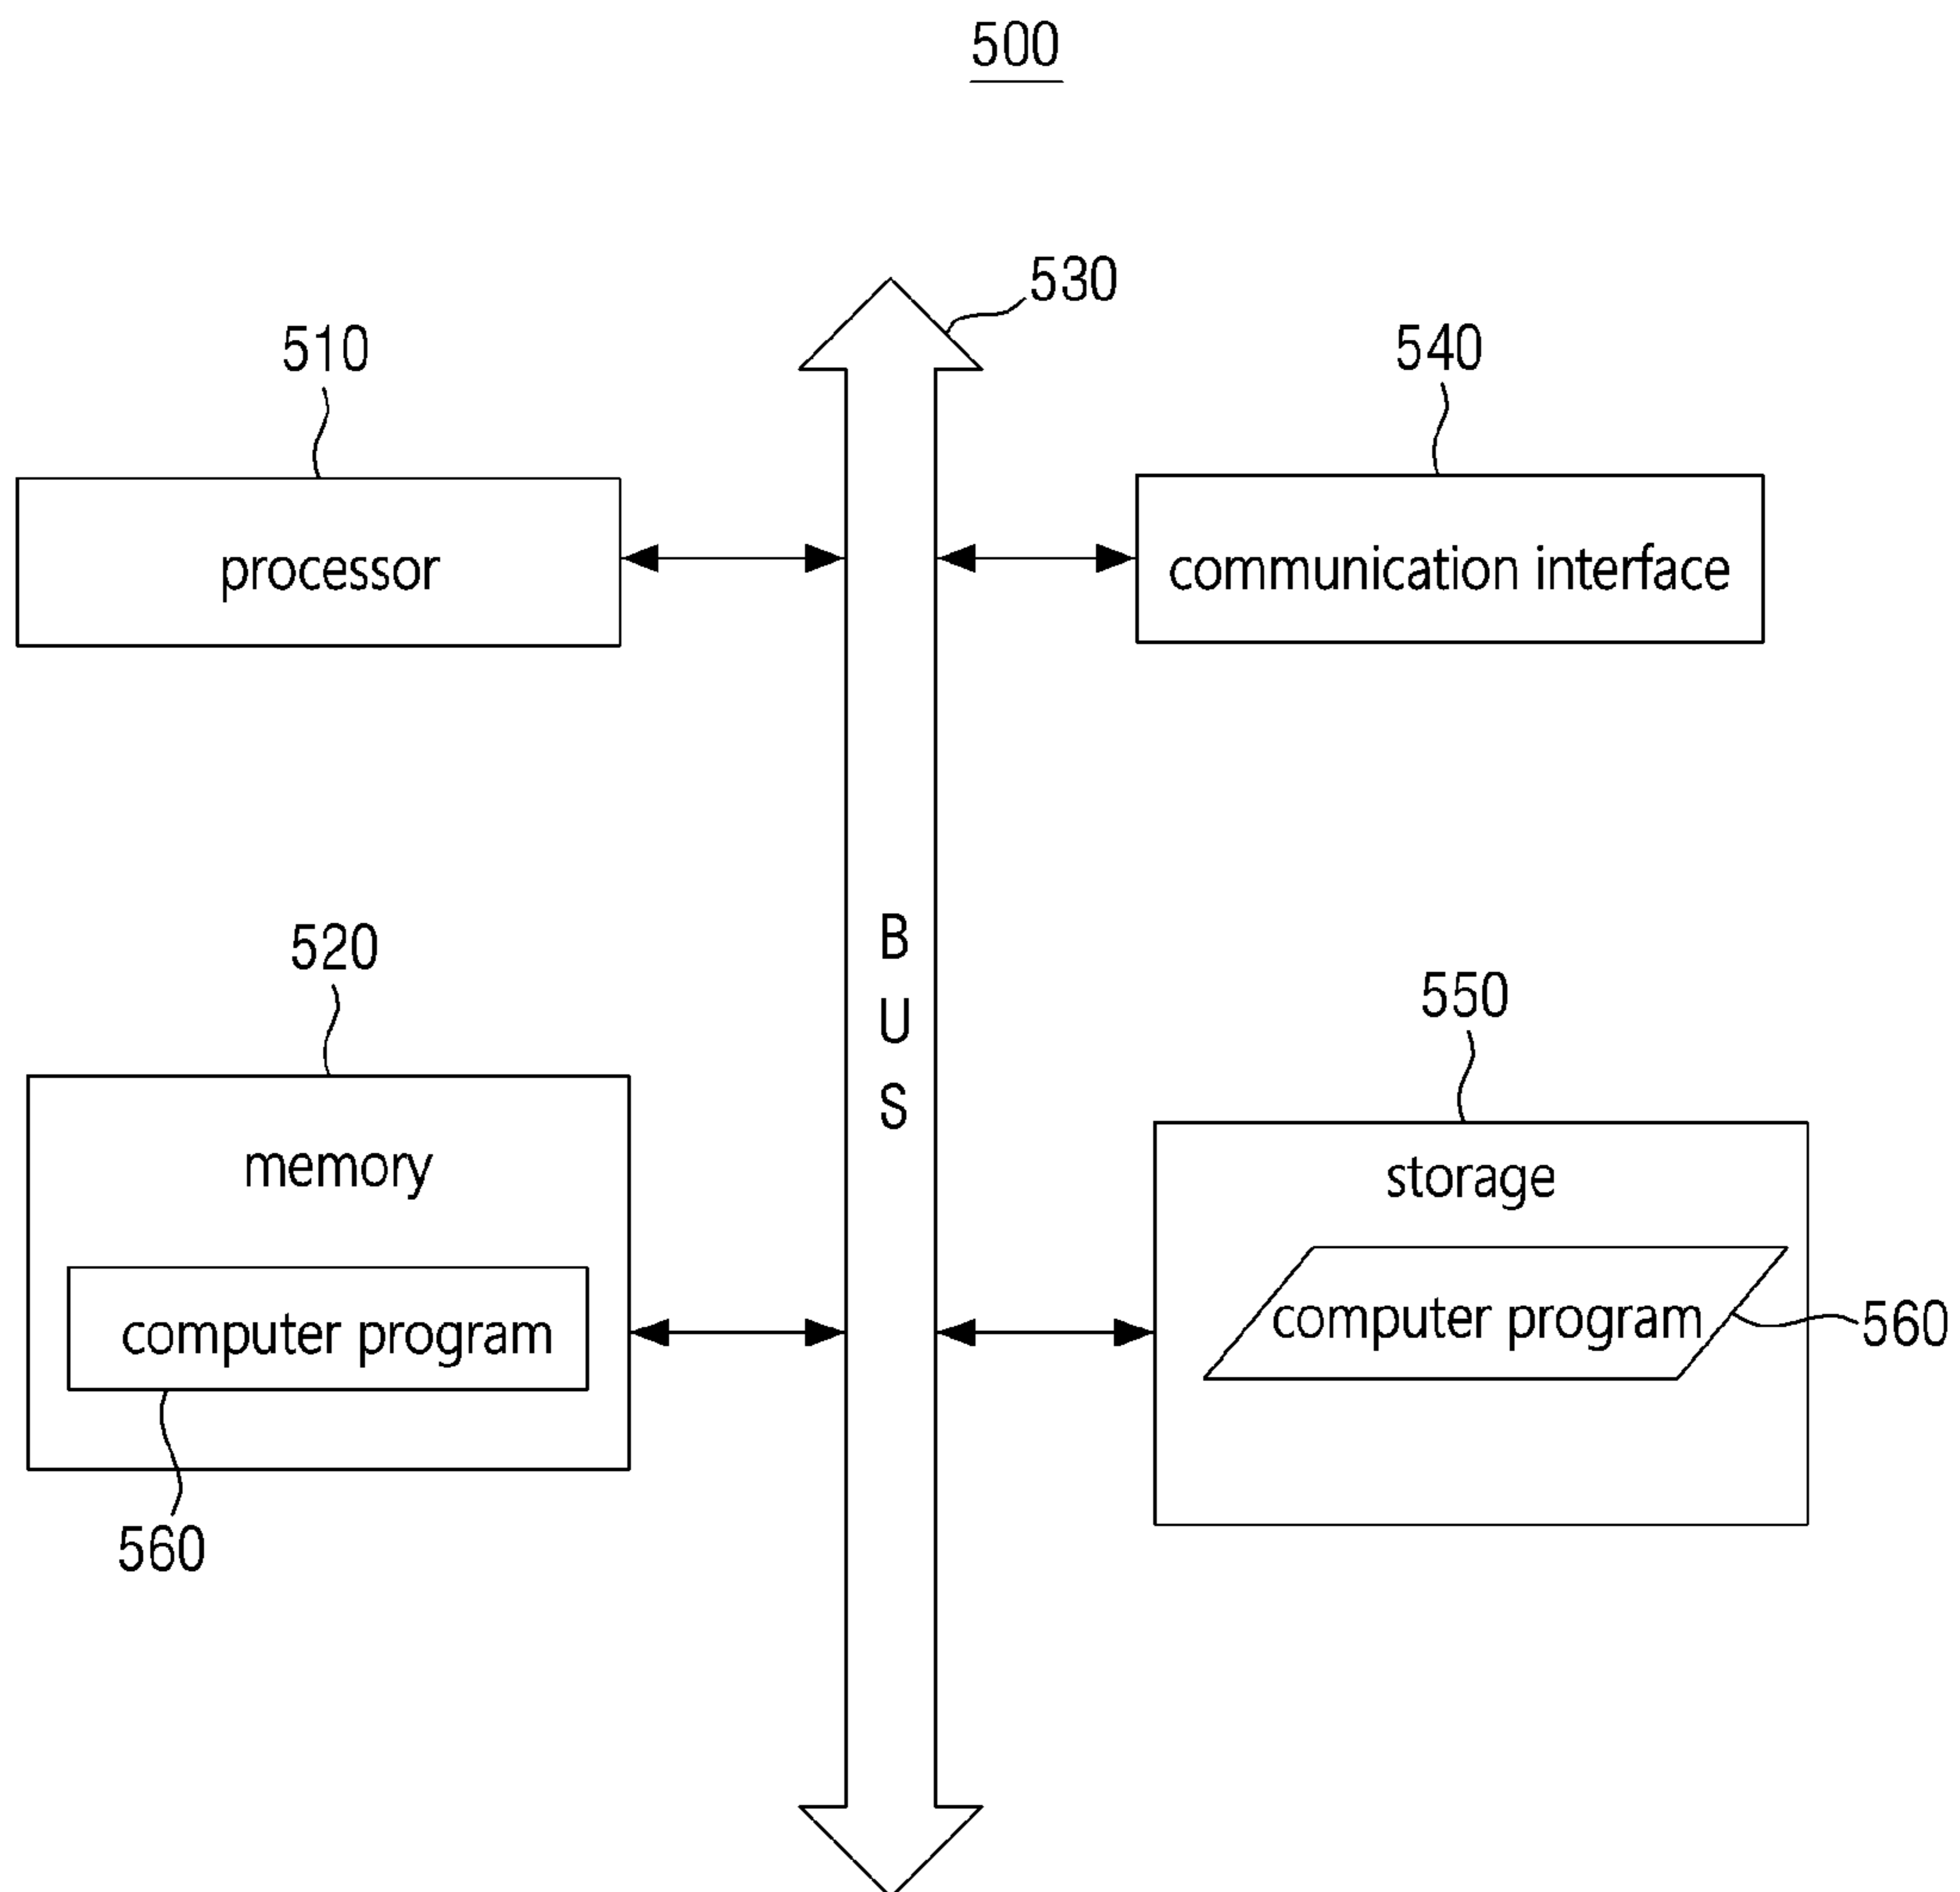 500
530
510
540
processor
communication interface
B
U
S
520
550
memory
storage
computer program
computer program
560
560